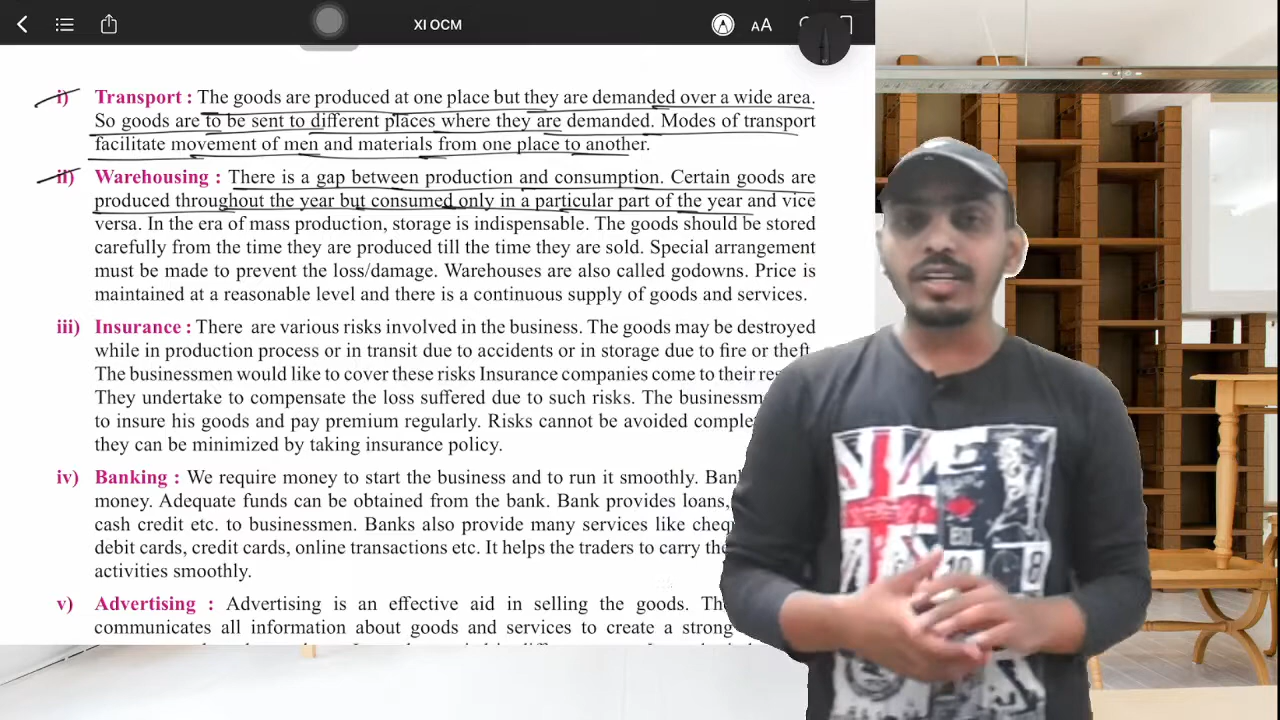 XI OCM
AA
i) Transport : The goods are produced at one place but they are demanded over a wide area.
So goods are to be sent to different places where they are demanded. Modes of transport
facilitate movement of men and materials from one place to another.
ii) Warehousing : There is a gap between production and consumption. Certain goods are
produced throughout the year but consumed only in a particular part of the year and vice
versa. In the era of mass production, storage is indispensable. The goods should be stored
carefully from the time they are produced till the time they are sold. Special arrangement
must be made to prevent the loss/damage. Warehouses are also called godowns. Price is
maintained at a reasonable level and there is a continuous supply of goods and services.
iii) Insurance : There are various risks involved in the business. The goods may be destroyed
while in production process or in transit due to accidents or in storage due to fire or theft.
The businessmen would like to cover these risks Insurance companies come to their
They undertake to compensate the loss suffered due to such risks. The
to insure his goods and pay premium regularly. Risks cannot be avoided
they can be minimized by taking insurance policy.
iv) Banking : We require money to start the business and to run it smoothly.
money. Adequate funds can be obtained from the bank. Bank provides loans,
cash credit etc. to businessmen. Banks also provide many services like
debit cards, credit cards, online transactions etc. It helps the traders to carry
activities smoothly.
v) Advertising : Advertising is an effective aid in selling the goods.
communicates all information about goods and services to create a strong